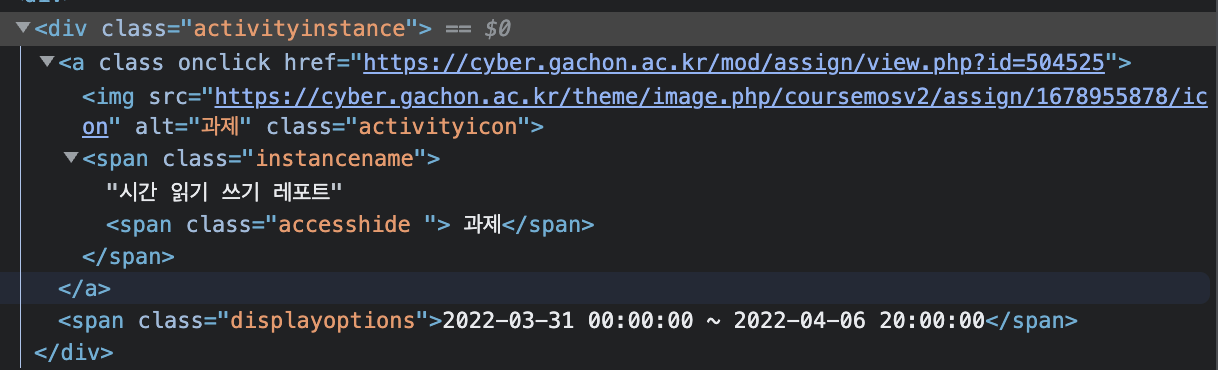 <div class="activityinstance"> == $0
<a class onclick href="https://cyber.gachon.ac.kr/mod/assign/view.php?id=504525">
<img src="https://cyber.gachon.ac.kr/theme/image.php/coursemosv2/assign/1678955878/ic
on" alt="과제" class="activityicon">
<span class="instancename">
"시간 읽기 쓰기 레포트"
<span class="accesshide "> 과제</span>
</span>
</a>
<span class="displayoptions">2022-03-31 00:00:00 ~ 2022-04-06 20:00:00</span>
</div>